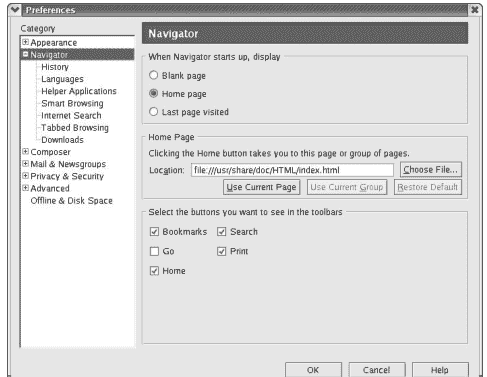 Preferences
Category
Appearance
Navigator
History
Languages
Helper Applications
Smart Browsing
Internet Search
Tabbed Browsing
Downloads
Composer
Mail & Newsgroups
Privacy & Security
Advanced
Offline & Disk Space
Navigator
When Navigator starts up, display
Blank page
Home page
Last page visited
Home Page
Clicking the Home button takes you to this page or group of pages.
Location: file:///usr/share/doc/HTML/index.html Choose File...
Use Current Page Use Current Group Restore Default
Select the buttons you want to see in the toolbars
Bookmarks Search
Go Print
Home
OK Cancel Help